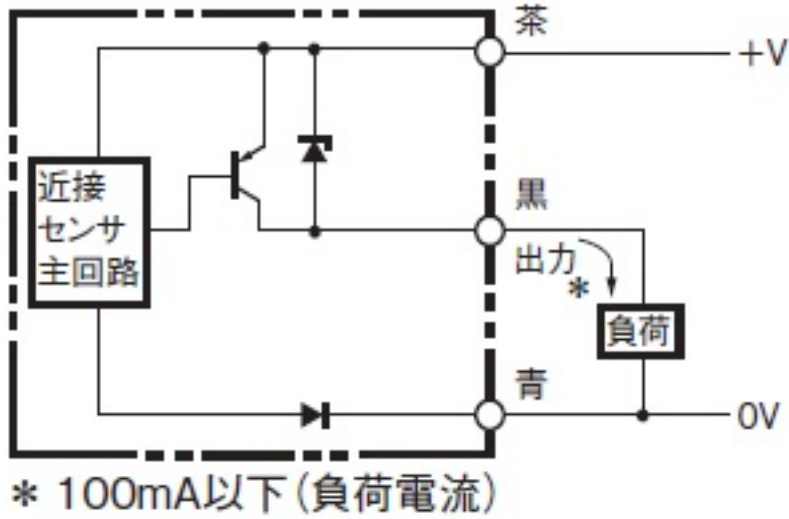 茶
+V
近接
センサ
主回路
黒
出力
*
負荷
青
0V
* 100mA以下(負荷電流)